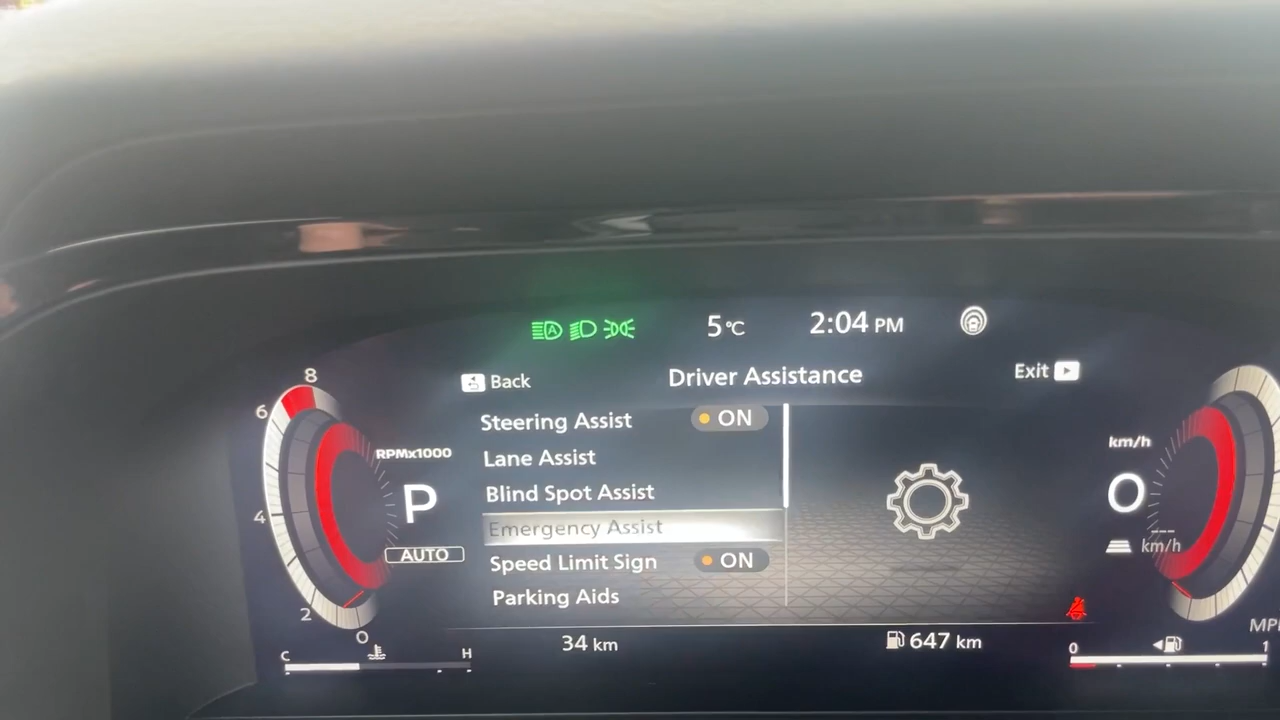 5°C
2:04 PM
Back
Driver Assistance
Exit
Steering Assist
ON
Lane Assist
Blind Spot Assist
Emergency Assist
Speed Limit Sign
ON
Parking Aids
8
6
4
2
0
RPMx1000
P
AUTO
km/h
0
--- km/h
C
H
34 km
647 km
0
1